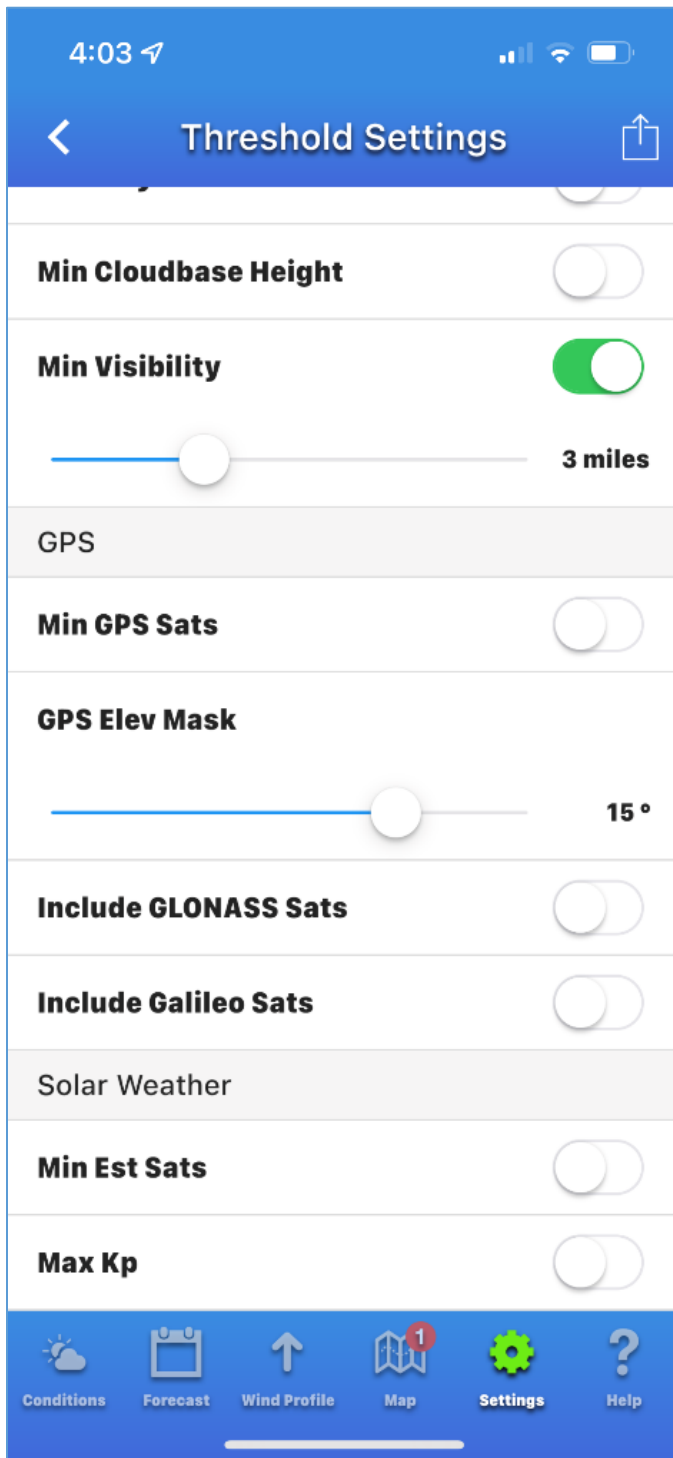 4:03
Threshold Settings
Min Cloudbase Height
Min Visibility
3 miles
GPS
Min GPS Sats
GPS Elev Mask
15 °
Include GLONASS Sats
Include Galileo Sats
Solar Weather
Min Est Sats
Max Kp
1
Conditions Forecast Wind Profile Map Settings Help